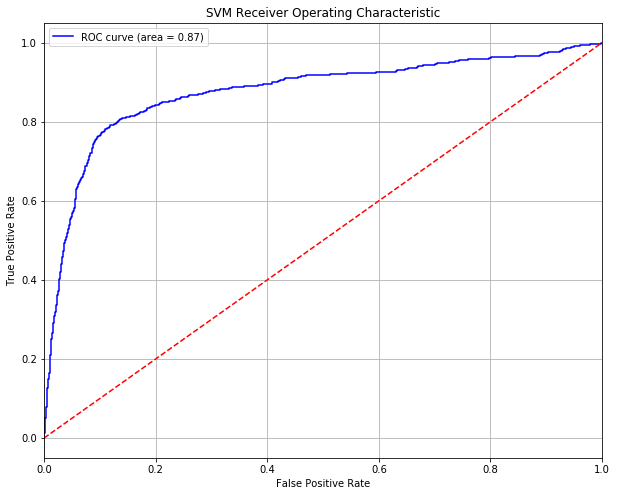 SVM Receiver Operating Characteristic
ROC curve (area = 0.87)
True Positive Rate
1.0
0.8
0.6
0.4
0.2
0.0
0.0 0.2 0.4 0.6 0.8 1.0
False Positive Rate